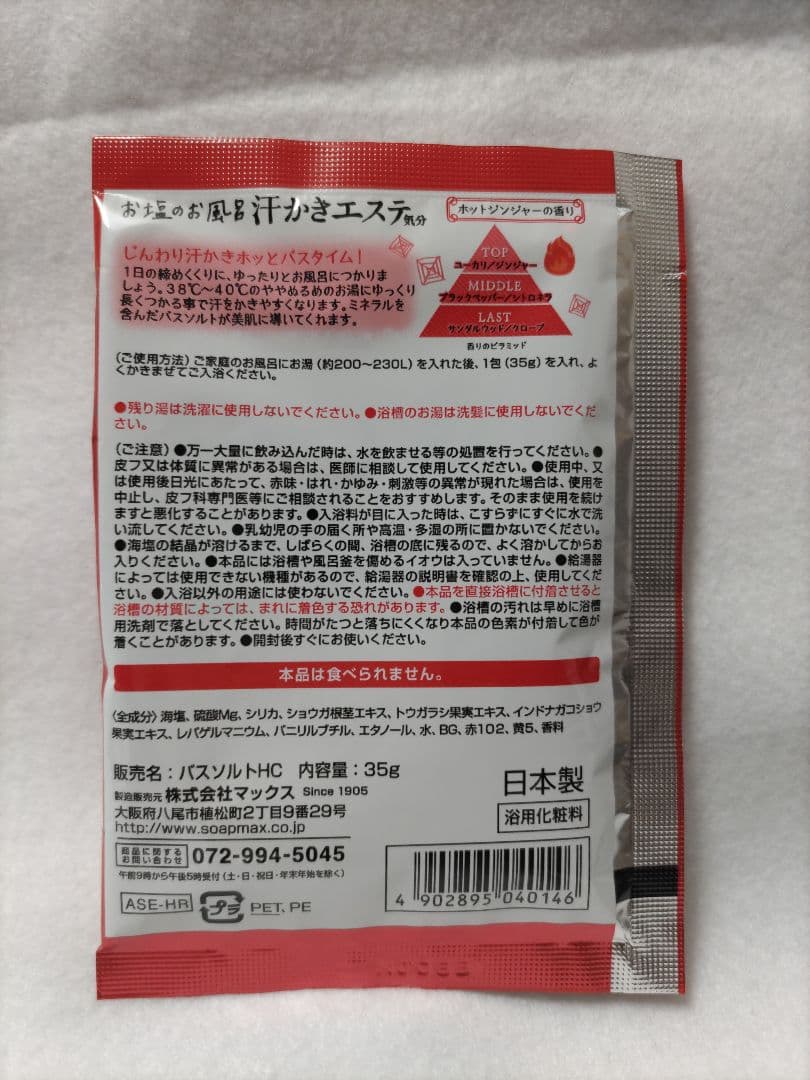 お塩のお風呂 汗かきエステ気分
ホットジンジャーの香り
じんわり汗かきホッとバスタイム！
1日の締めくくりに、ゆったりとお風呂につかりま
しょう。38℃～40℃のややぬるめのお湯にゆっくり
長くつかる事で汗をかきやすくなります。ミネラルを
含んだバスソルトが美肌に導いてくれます。
TOP
ユーカリ/ジンジャー
MIDDLE
ブラックペッパー/シトロネラ
LAST
サンダルウッド/クローブ
香りのピラミッド
〈ご使用方法〉ご家庭のお風呂にお湯（約200～230L）を入れた後、1包（35g）を入れ、よ
くかきまぜてご入浴ください。
●残り湯は洗濯に使用しないでください。●浴槽のお湯は洗髪に使用しないでくだ
さい。
〈ご注意〉●万一大量に飲み込んだ時は、水を飲ませる等の処置を行ってください。●
皮フ又は体質に異常がある場合は、医師に相談して使用してください。●使用中、又
は使用後日光にあたって、赤味・はれ・かゆみ・刺激等の異常が現れた場合は、使用を
中止し、皮フ科専門医等にご相談されることをおすすめします。そのまま使用を続け
ますと悪化することがあります。●入浴料が目に入った時は、こすらずにすぐに水で洗
い流してください。●乳幼児の手の届く所や高温・多湿の所に置かないでください。
●海塩の結晶が溶けるまで、しばらくの間、浴槽の底に残るので、よく溶かしてからお
入りください。●本品には浴槽や風呂釜を傷めるイオウは入っていません。●給湯器
によっては使用できない機種があるので、給湯器の説明書を確認の上、使用してくだ
さい。●入浴以外の用途には使わないでください。●本品を直接浴槽に付着させると
浴槽の材質によっては、まれに着色する恐れがあります。●浴槽の汚れは早めに浴槽
用洗剤で落としてください。時間がたつと落ちにくくなり本品の色素が付着して色が
着くことがあります。●開封後すぐにお使いください。
本品は食べられません。
〈全成分〉海塩、硫酸Mg、シリカ、ショウガ根茎エキス、トウガラシ果実エキス、インドナガコショウ
果実エキス、レパゲルマニウム、バニリルブチル、エタノール、水、BG、赤102、黄5、香料
販売名：バスソルトHC 内容量：35g
製造販売元 株式会社マックス Since 1905
大阪府八尾市植松町2丁目9番29号
http://www.soapmax.co.jp
日本製
浴用化粧料
商品に関するお問い合わせ 072-994-5045
午前9時から午後5時受付（土・日・祝日・年末年始を除く）
ASE-HR プラ PET、PE
4 902895 040146